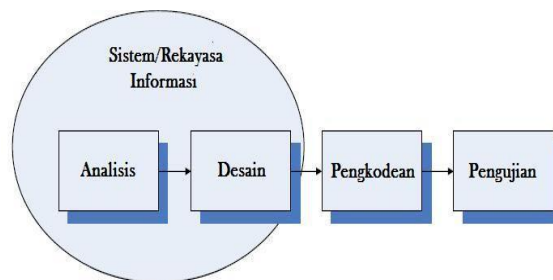 Sistem/Rekayasa
Informasi
Analisis
Desain
Pengkodean
Pengujian